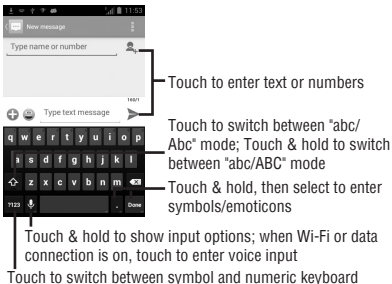 11:53
New message
Type name or number
Touch to enter text or numbers
160/1
Type text message
Touch to switch between "abc/
Abc" mode; Touch & hold to switch
between "abc/ABC" mode
q w e r t y u i o p
a s d f g h j k l
z x c v b n m
Touch & hold, then select to enter
symbols/emoticons
?123 . Done
Touch & hold to show input options; when Wi-Fi or data
connection is on, touch to enter voice input
Touch to switch between symbol and numeric keyboard